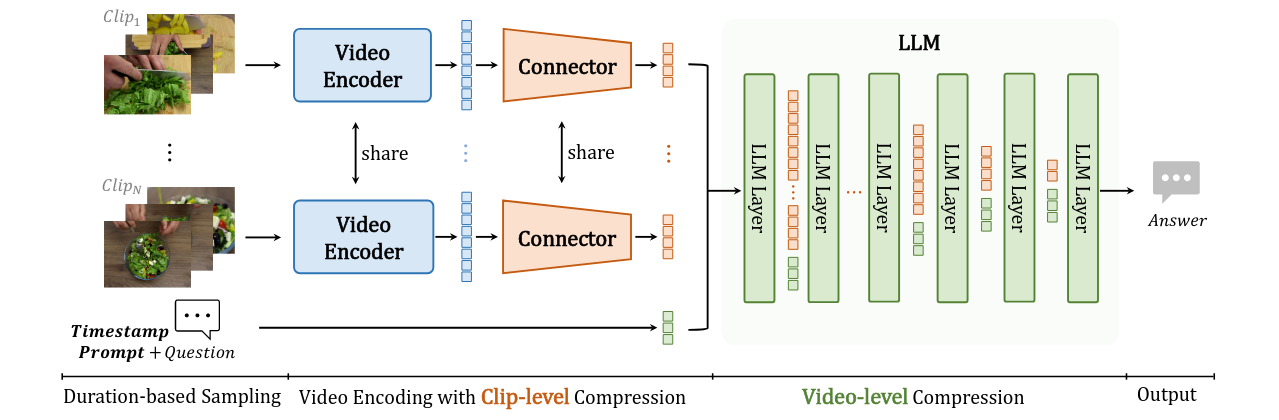 Clip1
Video
Encoder
Connector
share
share
ClipN
Video
Encoder
Connector
Timestamp
Prompt + Question
LLM
LLM Layer
LLM Layer
LLM Layer
LLM Layer
LLM Layer
LLM Layer
Answer
Duration-based Sampling
Video Encoding with Clip-level Compression
Video-level Compression
Output